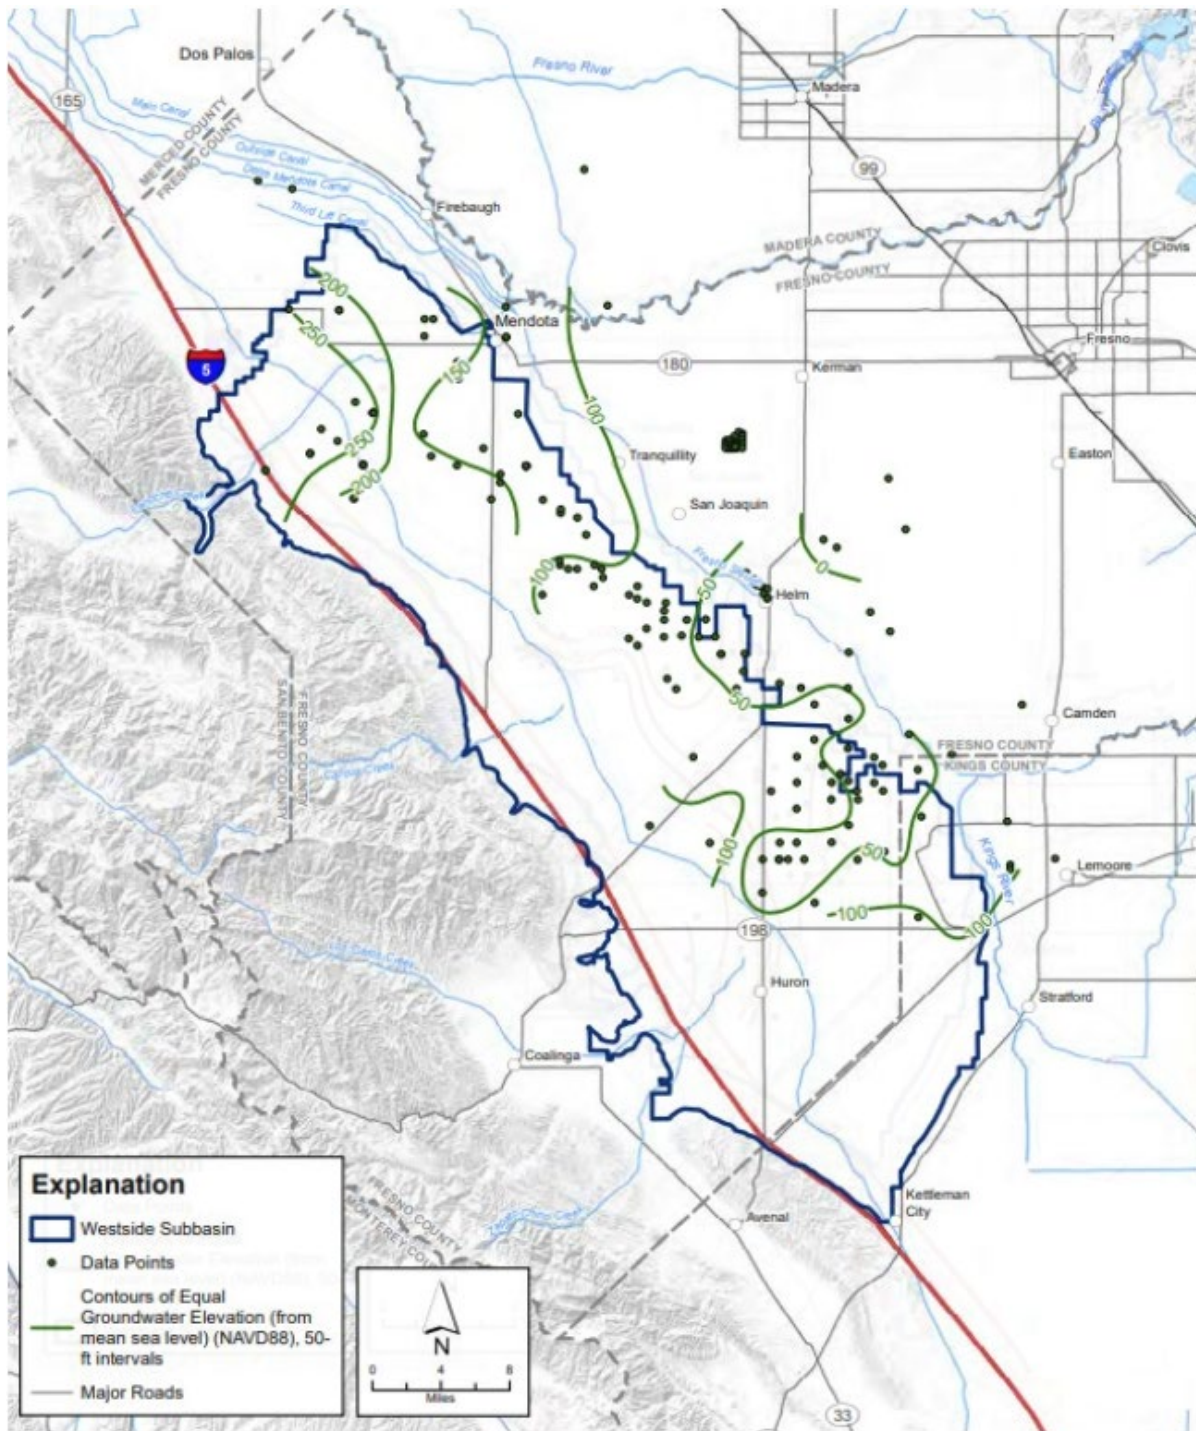 Dos Palos
Fresno River
Madera
165
Main Canal
MERCED COUNTY
FRESNO COUNTY
Outside Canal
Delta Mendota Canal
Third Lift Canal
99
Firebaugh
MADERA COUNTY
FRESNO COUNTY
Clovis
200
Mendota
250
5
180
Fresno
150
Kerman
100
250
Tranquillity
Easton
200
San Joaquin
Fresno Slough
100
0
50
Helm
SAN BENITO COUNTY
FRESNO COUNTY
50
Camden
FRESNO COUNTY
KINGS COUNTY
100
50
Kings River
Lemoore
100
100
198
Huron
Stratford
Los Gatos Creek
Coalinga
Explanation
Westside Subbasin
Data Points
Contours of Equal
Groundwater Elevation (from
mean sea level) (NAVD88), 50-
ft intervals
Major Roads
FRESNO COUNTY
MONTEREY COUNTY
Kettleman
City
Avenal
N
0 4 8
Miles
33